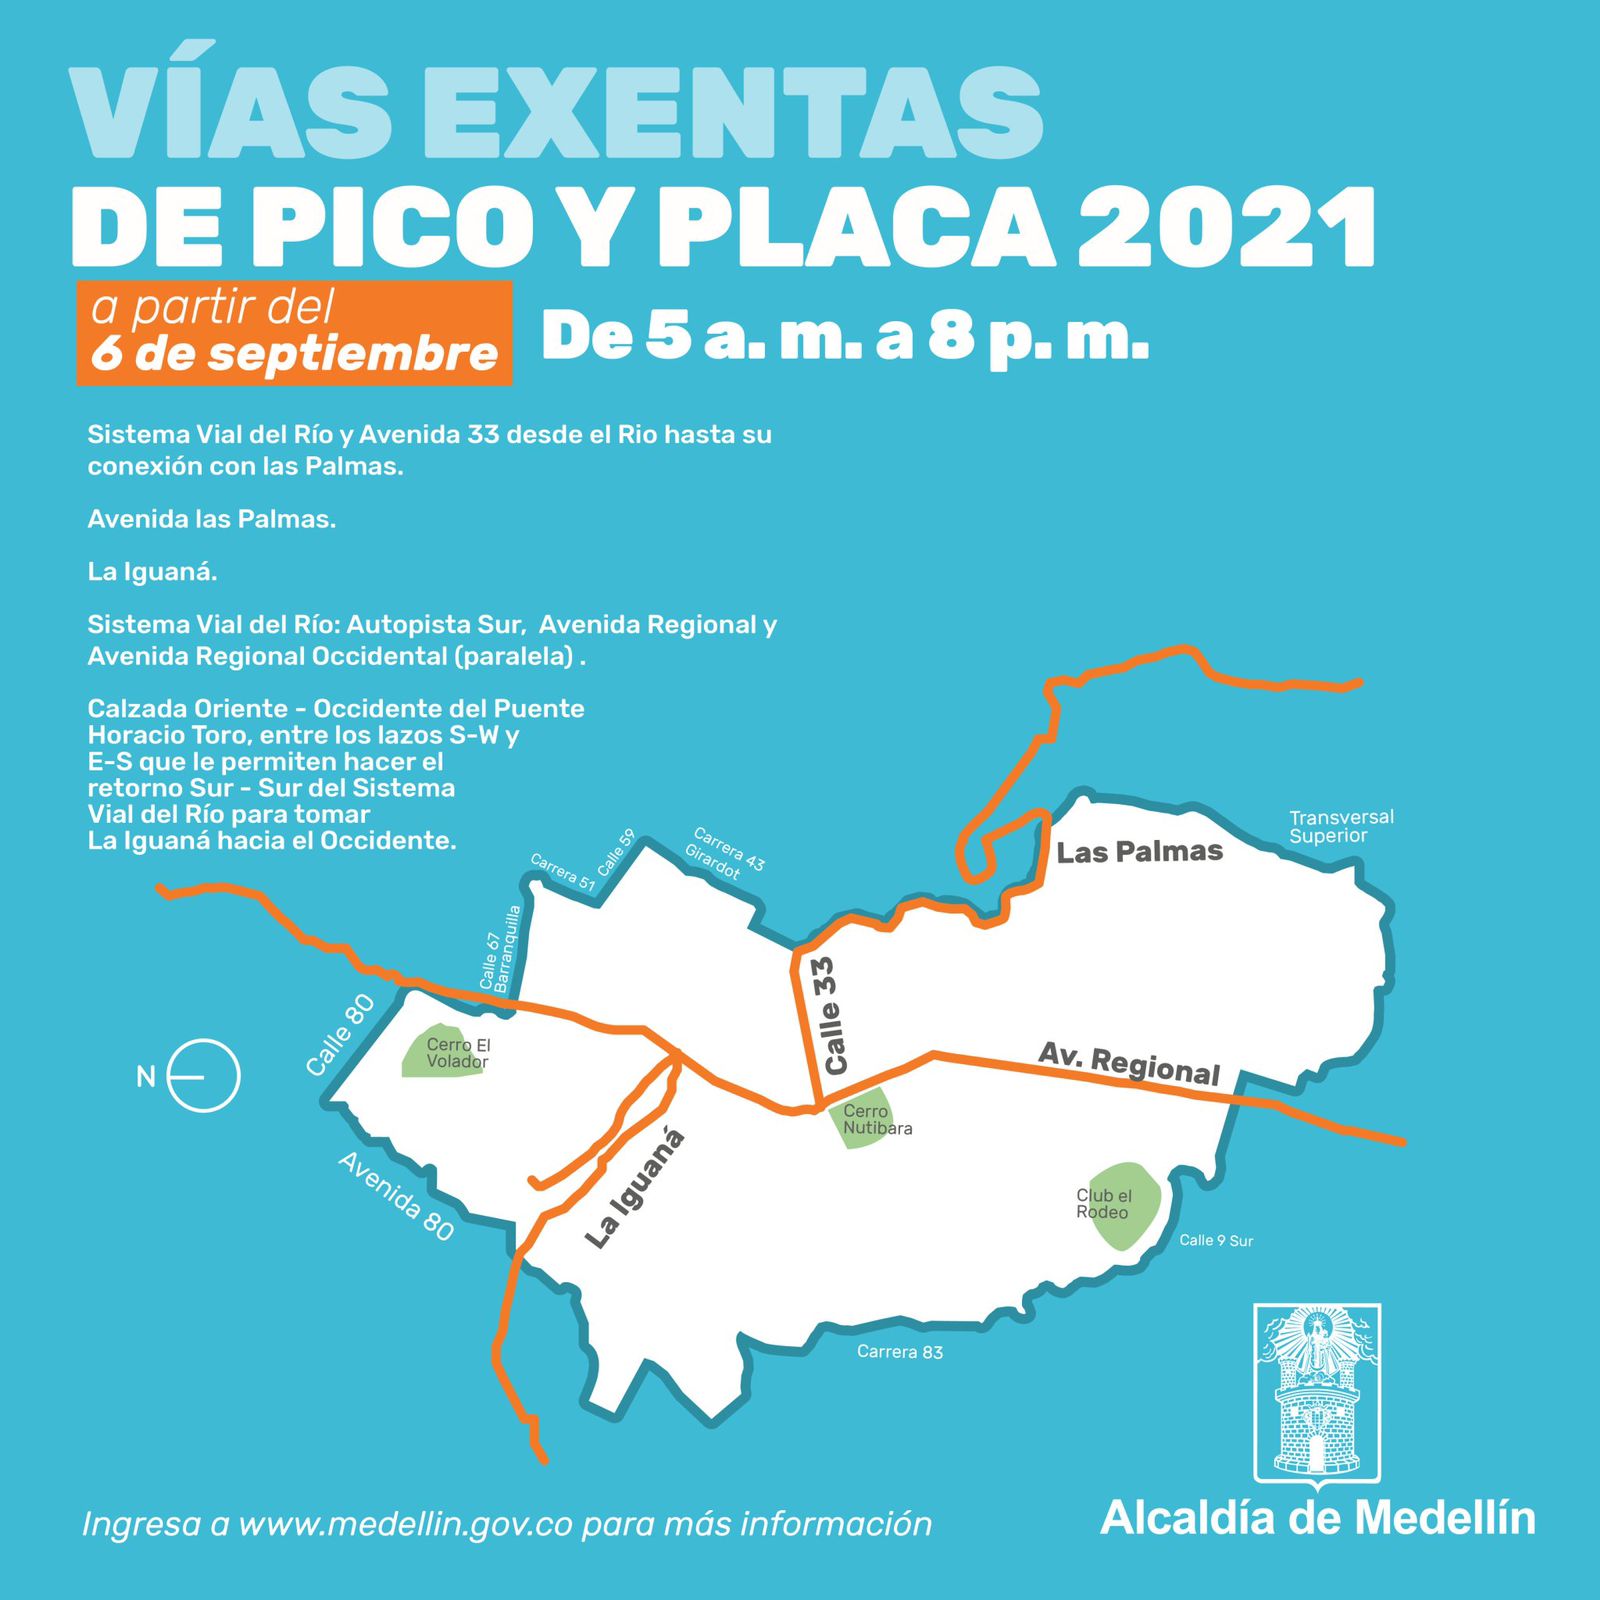 VÍAS EXENTAS
DE PICO Y PLACA 2021
a partir del
6 de septiembre
De 5 a. m. a 8 p. m.
Sistema Vial del Río y Avenida 33 desde el Rio hasta su
conexión con las Palmas.
Avenida las Palmas.
La Iguaná.
Sistema Vial del Río: Autopista Sur, Avenida Regional y
Avenida Regional Occidental (paralela) .
Calzada Oriente - Occidente del Puente
Horacio Toro, entre los lazos S-W y
E-S que le permiten hacer el
retorno Sur - Sur del Sistema
Vial del Río para tomar
La Iguaná hacia el Occidente.
Transversal
Superior
Las Palmas
Carrera 51
Calle 59
Carrera 43
Girardot
Calle 67
Barranquilla
Calle 33
Calle 80
Cerro El
Volador
N
Av. Regional
Cerro
Nutibara
La Iguaná
Avenida 80
Club el
Rodeo
Calle 9 Sur
Carrera 83
Ingresa a www.medellin.gov.co para más información
Alcaldía de Medellín